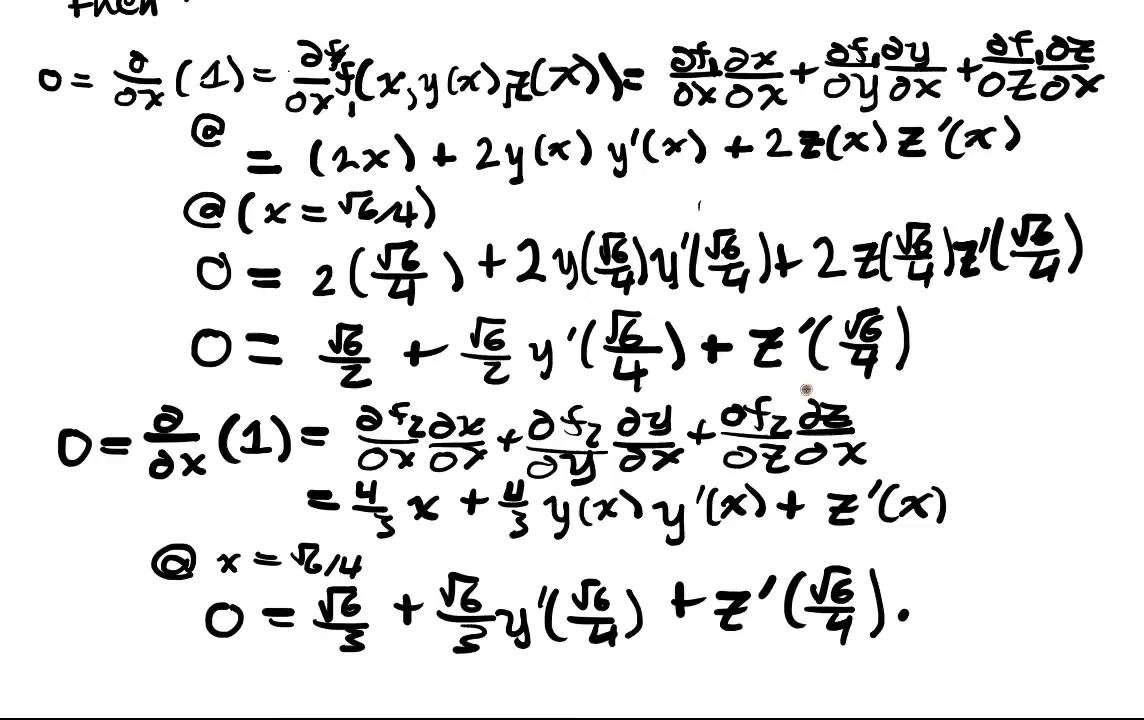 Then
0 = ∂/∂x (1) = ∂/∂x f₁(x, y(x), z(x)) = ∂f₁/∂x ∂x/∂x + ∂f₁/∂y ∂y/∂x + ∂f₁/∂z ∂z/∂x
@
= (2x) + 2y(x) y'(x) + 2z(x) z'(x)
@ (x = √6/4)
0 = 2(√6/4) + 2y(√6/4)y'(√6/4) + 2z(√6/4)z'(√6/4)
0 = √6/2 + √6/2 y'(√6/4) + z'(√6/4)
0 = ∂/∂x (1) = ∂f₂/∂x ∂x/∂x + ∂f₂/∂y ∂y/∂x + ∂f₂/∂z ∂z/∂x
= 4/3 x + 4/3 y(x) y'(x) + z'(x)
@ x = √6/4
0 = √6/3 + √6/3 y'(√6/4) + z'(√6/4).